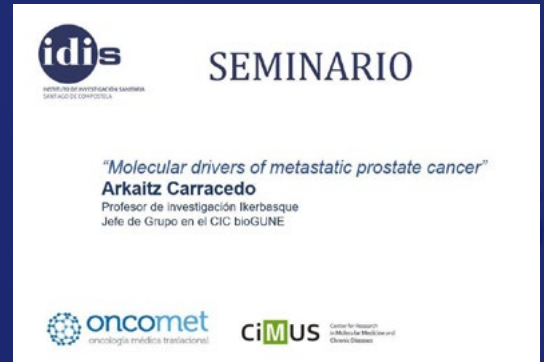 idis
INSTITUTO DE INVESTIGACIÓN SANITARIA
SANTIAGO DE COMPOSTELA
SEMINARIO
“Molecular drivers of metastatic prostate cancer”
Arkaitz Carracedo
Profesor de investigación Ikerbasque
Jefe de Grupo en el CIC bioGUNE
oncomet
oncología médica traslacional
CiMUS
Center for Research
in Molecular Medicine and
Chronic Diseases